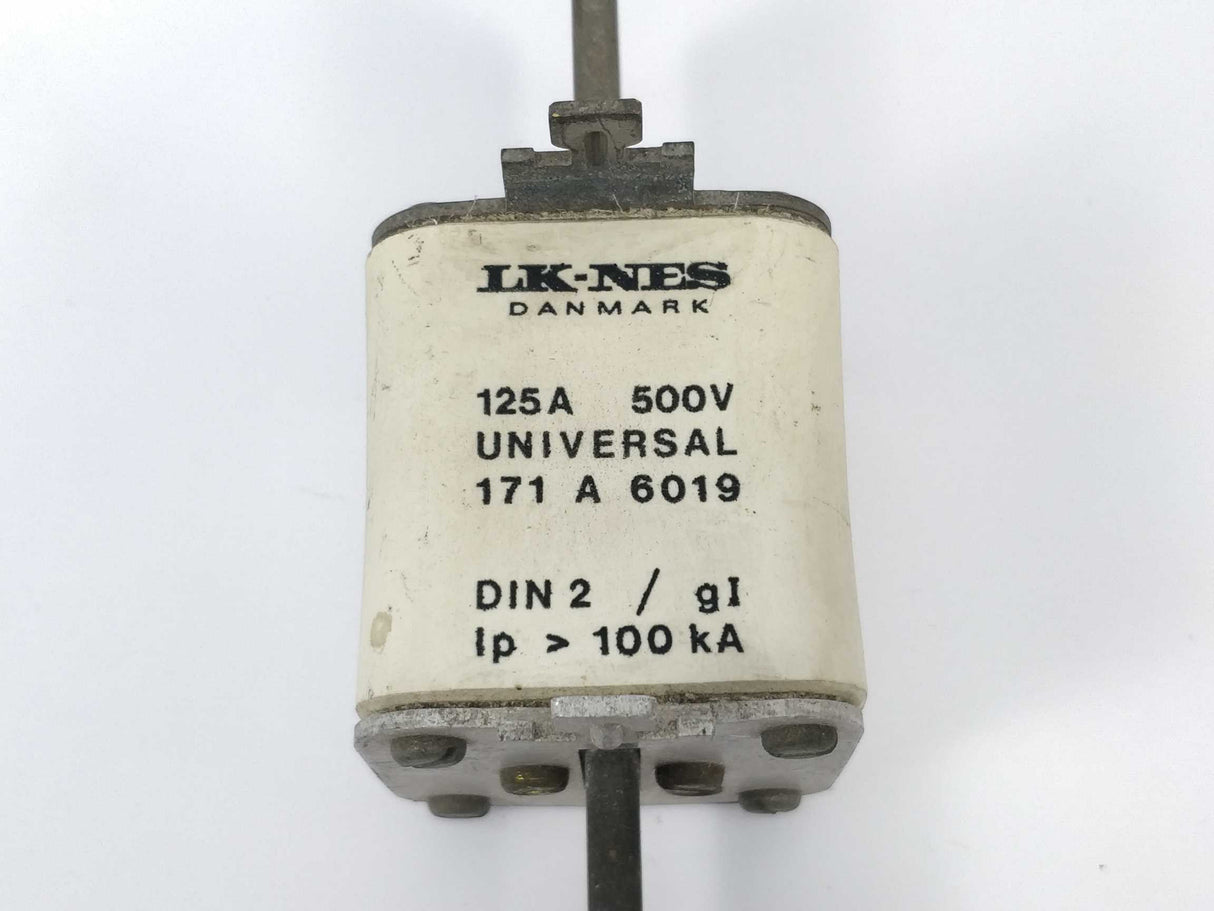 LK-NES
DANMARK
125A 500V
UNIVERSAL
171 A 6019
DIN 2 / gI
Ip > 100 kA